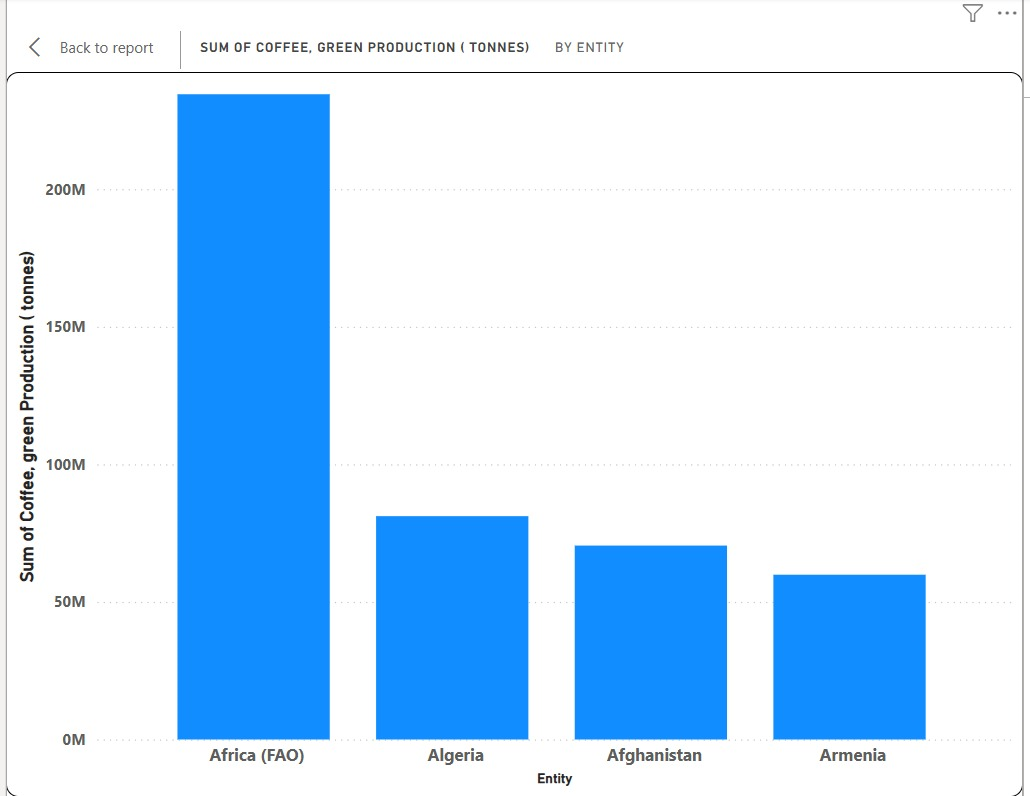 Back to report
SUM OF COFFEE, GREEN PRODUCTION ( TONNES) BY ENTITY
Sum of Coffee, green Production ( tonnes)
200M
150M
100M
50M
0M
Africa (FAO) Algeria Afghanistan Armenia
Entity